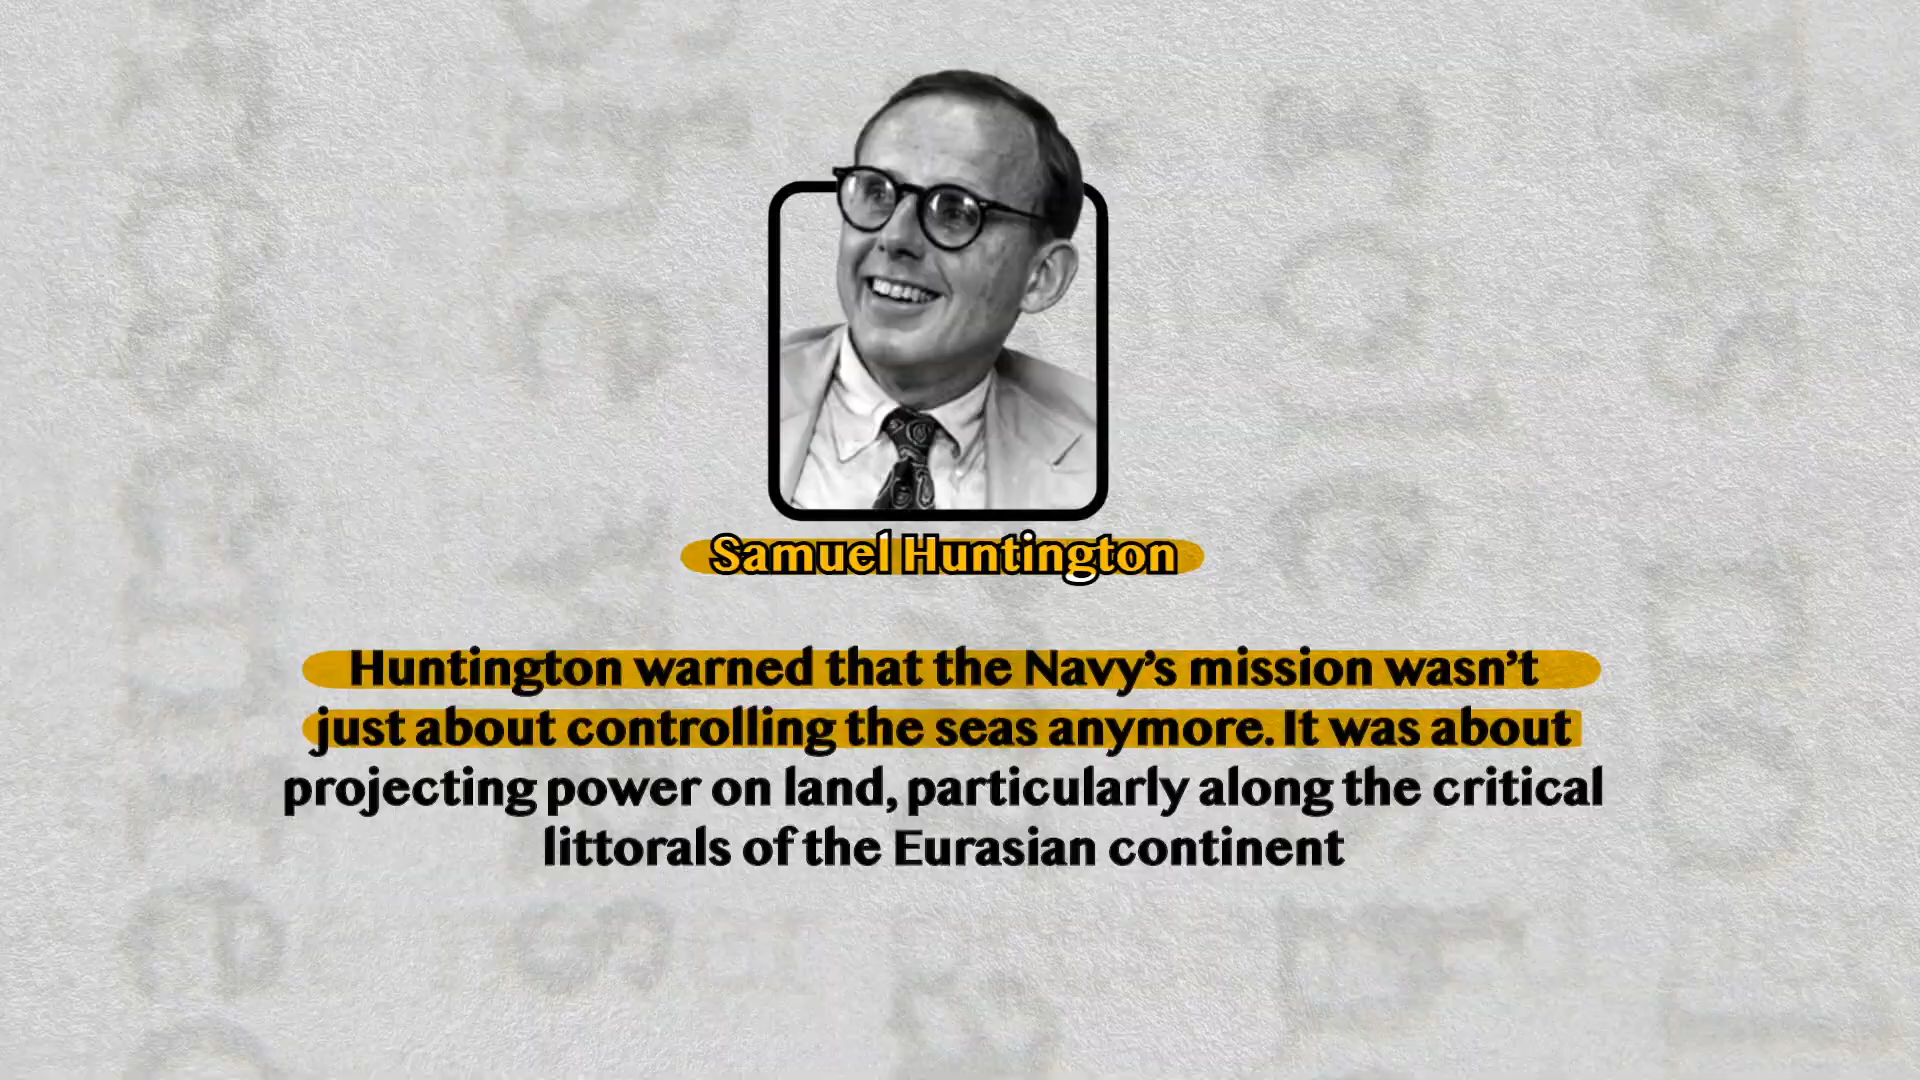 Samuel Huntington
Huntington warned that the Navy’s mission wasn’t
just about controlling the seas anymore. It was about
projecting power on land, particularly along the critical
littorals of the Eurasian continent